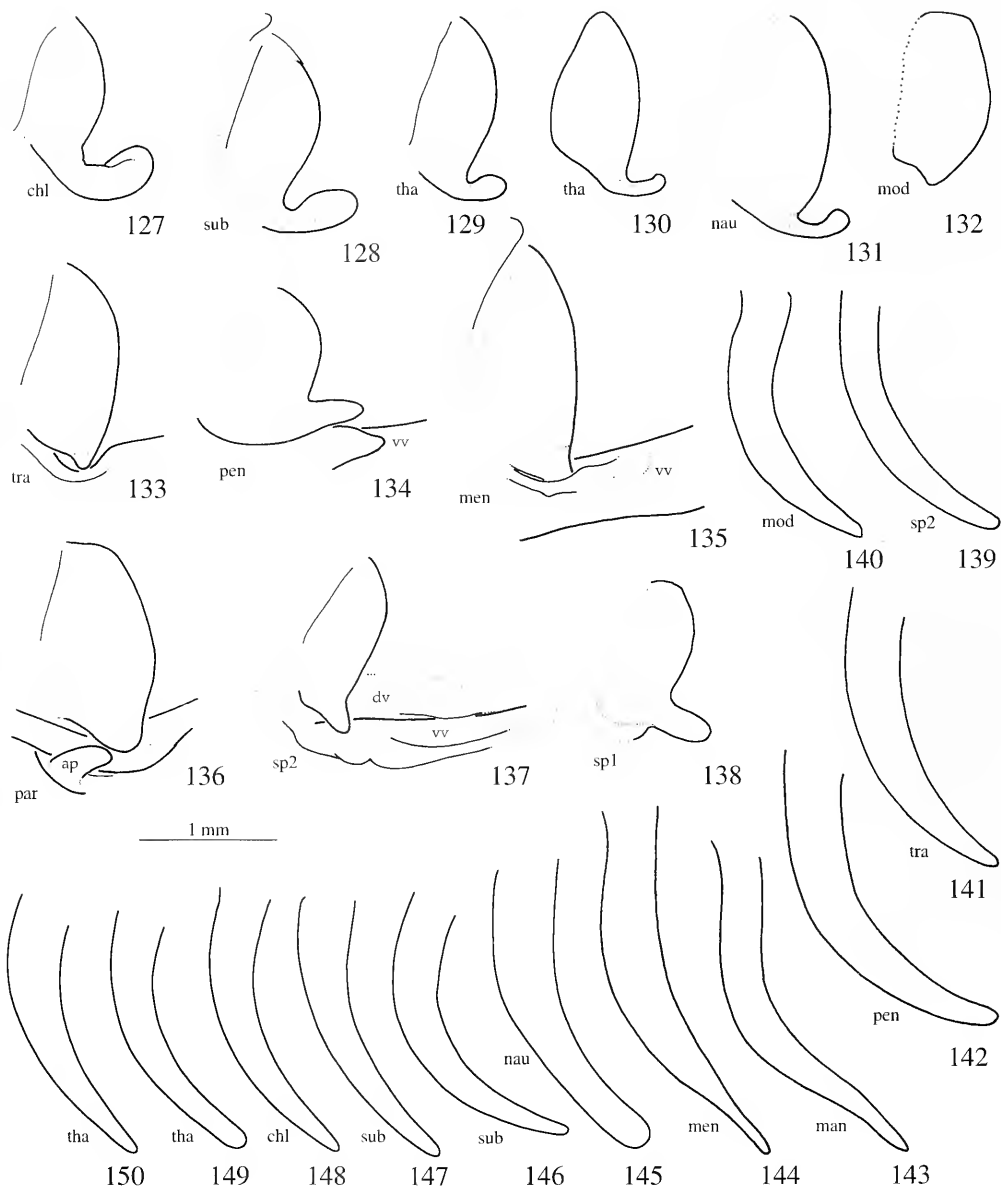 chl
127
sub
128
tha
129
tha
130
nau
131
mod
132
tra
133
pen
vv
134
men
vv
135
mod
140
sp2
139
par
ap
136
sp2
dv
vv
137
sp1
138
tra
141
1 mm
pen
142
tha
150
tha
149
chl
148
sub
147
sub
146
nau
145
men
144
man
143